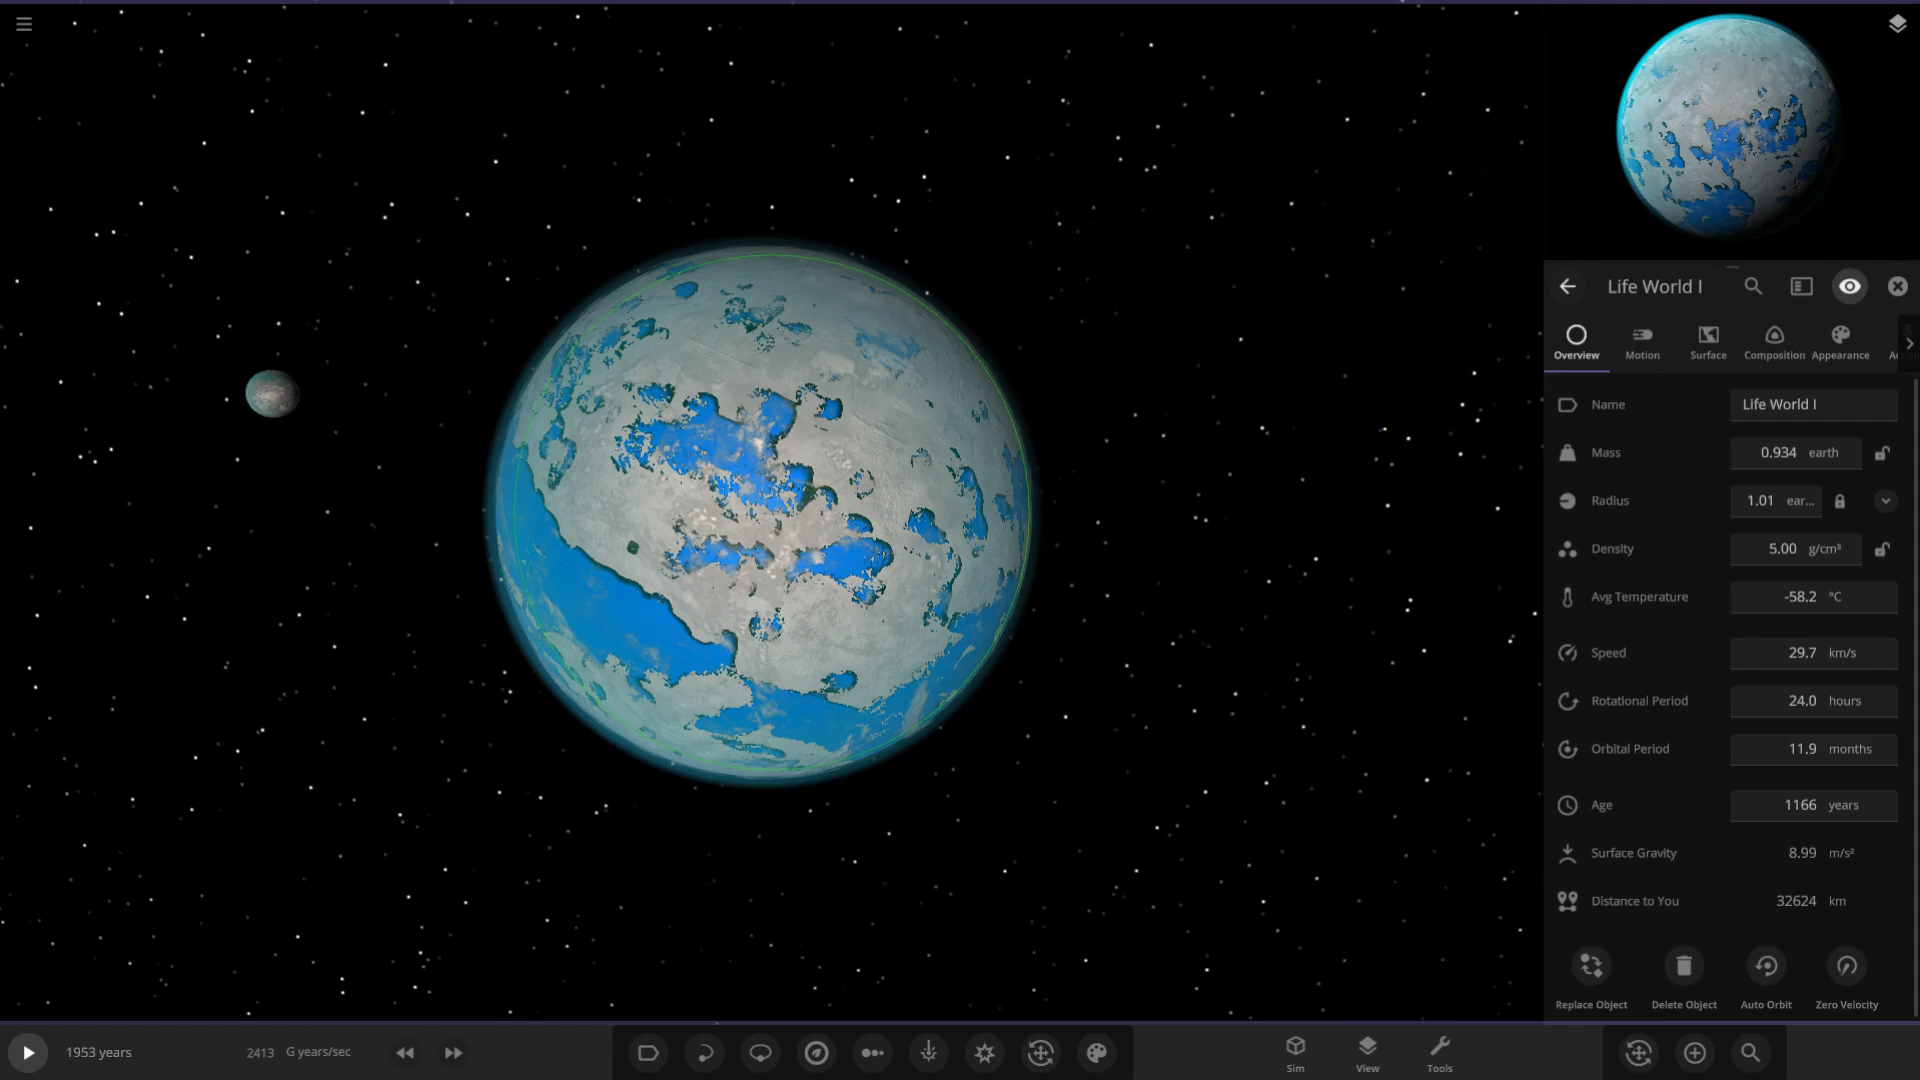 Life World I
Overview
Motion
Surface
Composition
Appearance
Name
Life World I
Mass
0.934 earth
Radius
1.01 ear...
Density
5.00 g/cm³
Avg Temperature
-58.2 °C
Speed
29.7 km/s
Rotational Period
24.0 hours
Orbital Period
11.9 months
Age
1166 years
Surface Gravity
8.99 m/s²
Distance to You
32624 km
Replace Object
Delete Object
Auto Orbit
Zero Velocity
1953 years
2413 G years/sec
Sim
View
Tools